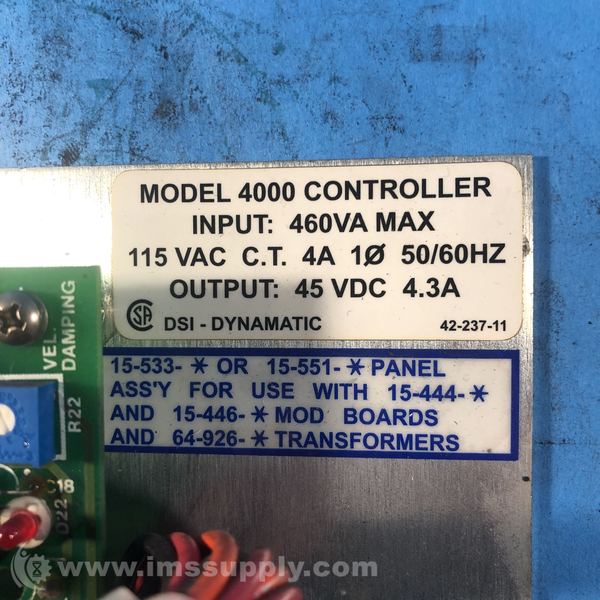 MODEL 4000 CONTROLLER
INPUT: 460VA MAX
115 VAC C.T. 4A 1Ø 50/60HZ
OUTPUT: 45 VDC 4.3A
DSI - DYNAMATIC 42-237-11
15-533-* OR 15-551-* PANEL
ASS'Y FOR USE WITH 15-444-*
AND 15-446-* MOD BOARDS
AND 64-926-* TRANSFORMERS
VEL.
DAMPING
R22
C18
D22
www.imssupply.com